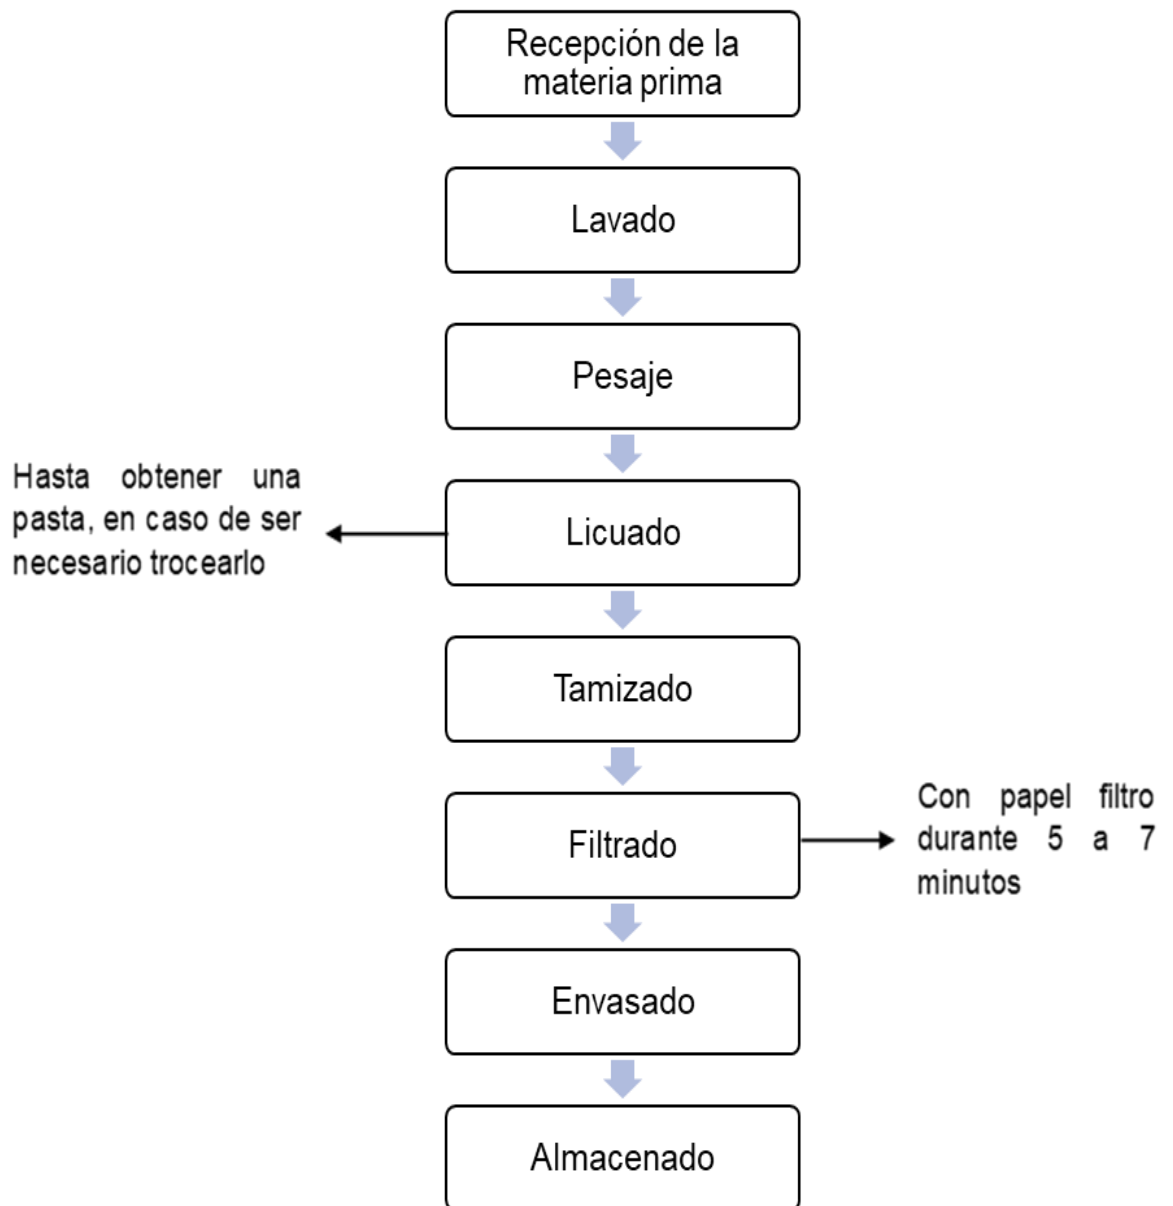 Recepción de la
materia prima
Lavado
Pesaje
Hasta obtener una
pasta, en caso de ser
necesario trocearlo
Licuado
Tamizado
Filtrado
Con papel filtro
durante 5 a 7
minutos
Envasado
Almacenado